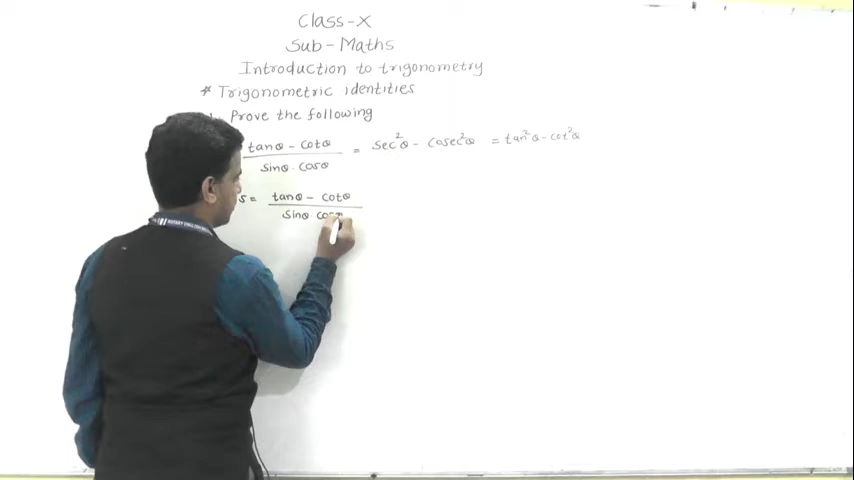 Class-X
Sub-Maths
Introduction to trigonometry
* Trigonometric identities
Prove the following
tanθ - cotθ / sinθ · cosθ = sec²θ - cosec²θ = tan²θ - cot²θ
S = tanθ - cotθ / sinθ cos